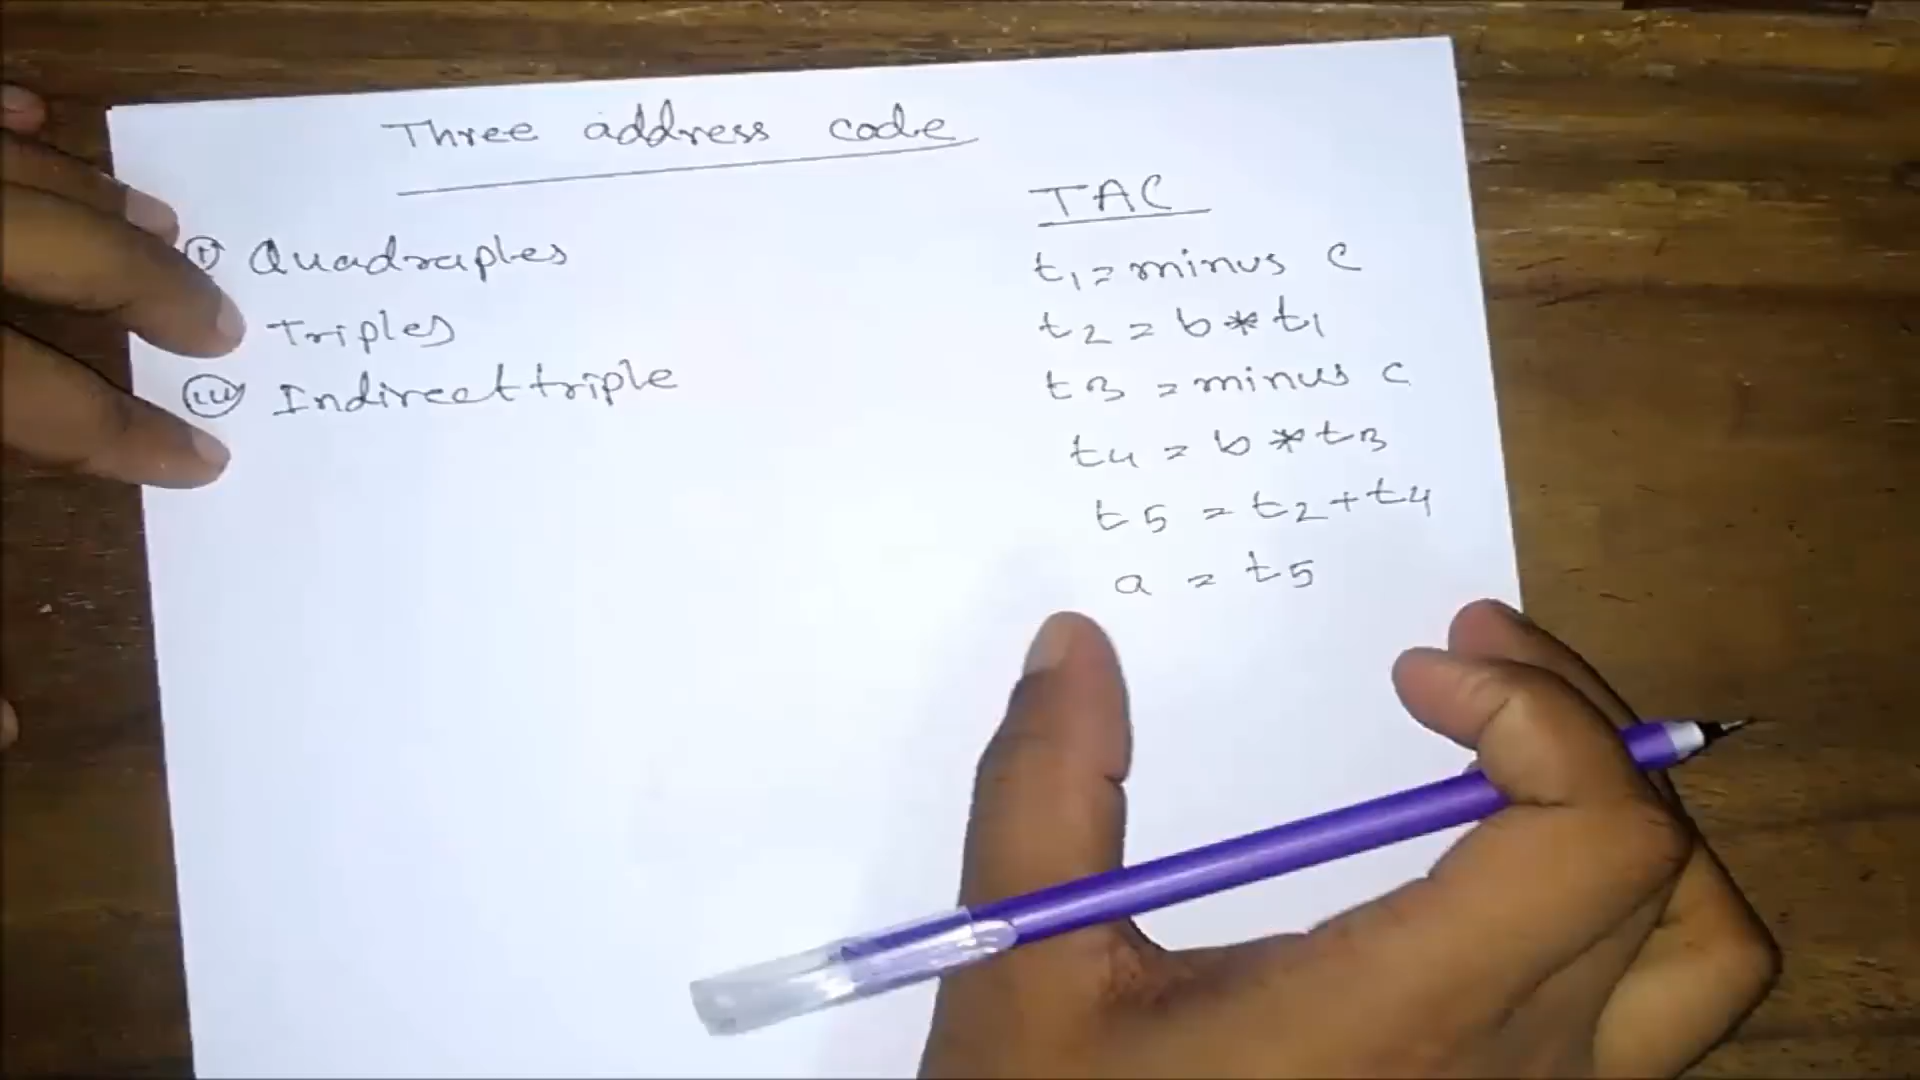 Three address code
(i) Quadraples
Triples
(iii) Indirect triple
TAC
t1 = minus c
t2 = b * t1
t3 = minus c
t4 = b * t3
t5 = t2 + t4
a = t5